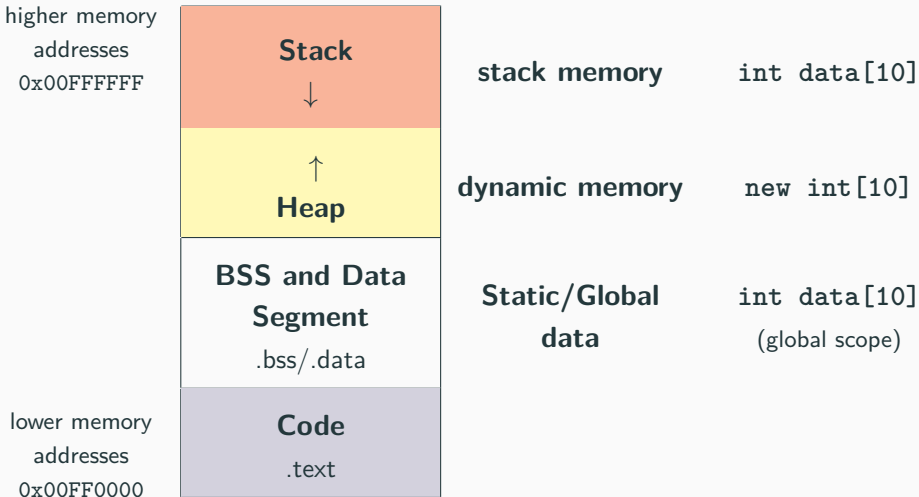 higher memory
addresses
0x00FFFFFF
Stack
↓
stack memory
int data[10]
↑
Heap
dynamic memory
new int[10]
BSS and Data
Segment
.bss/.data
Static/Global
data
int data[10]
(global scope)
lower memory
addresses
0x00FF0000
Code
.text